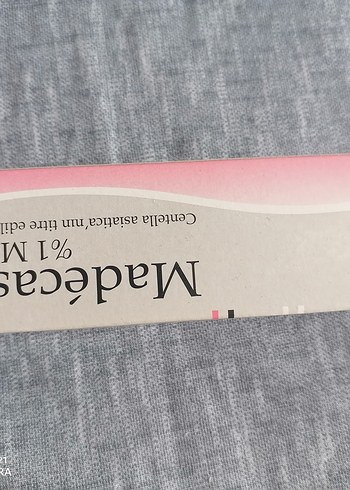 Madécas
%1 M
Centella asiatica'nın titre edil